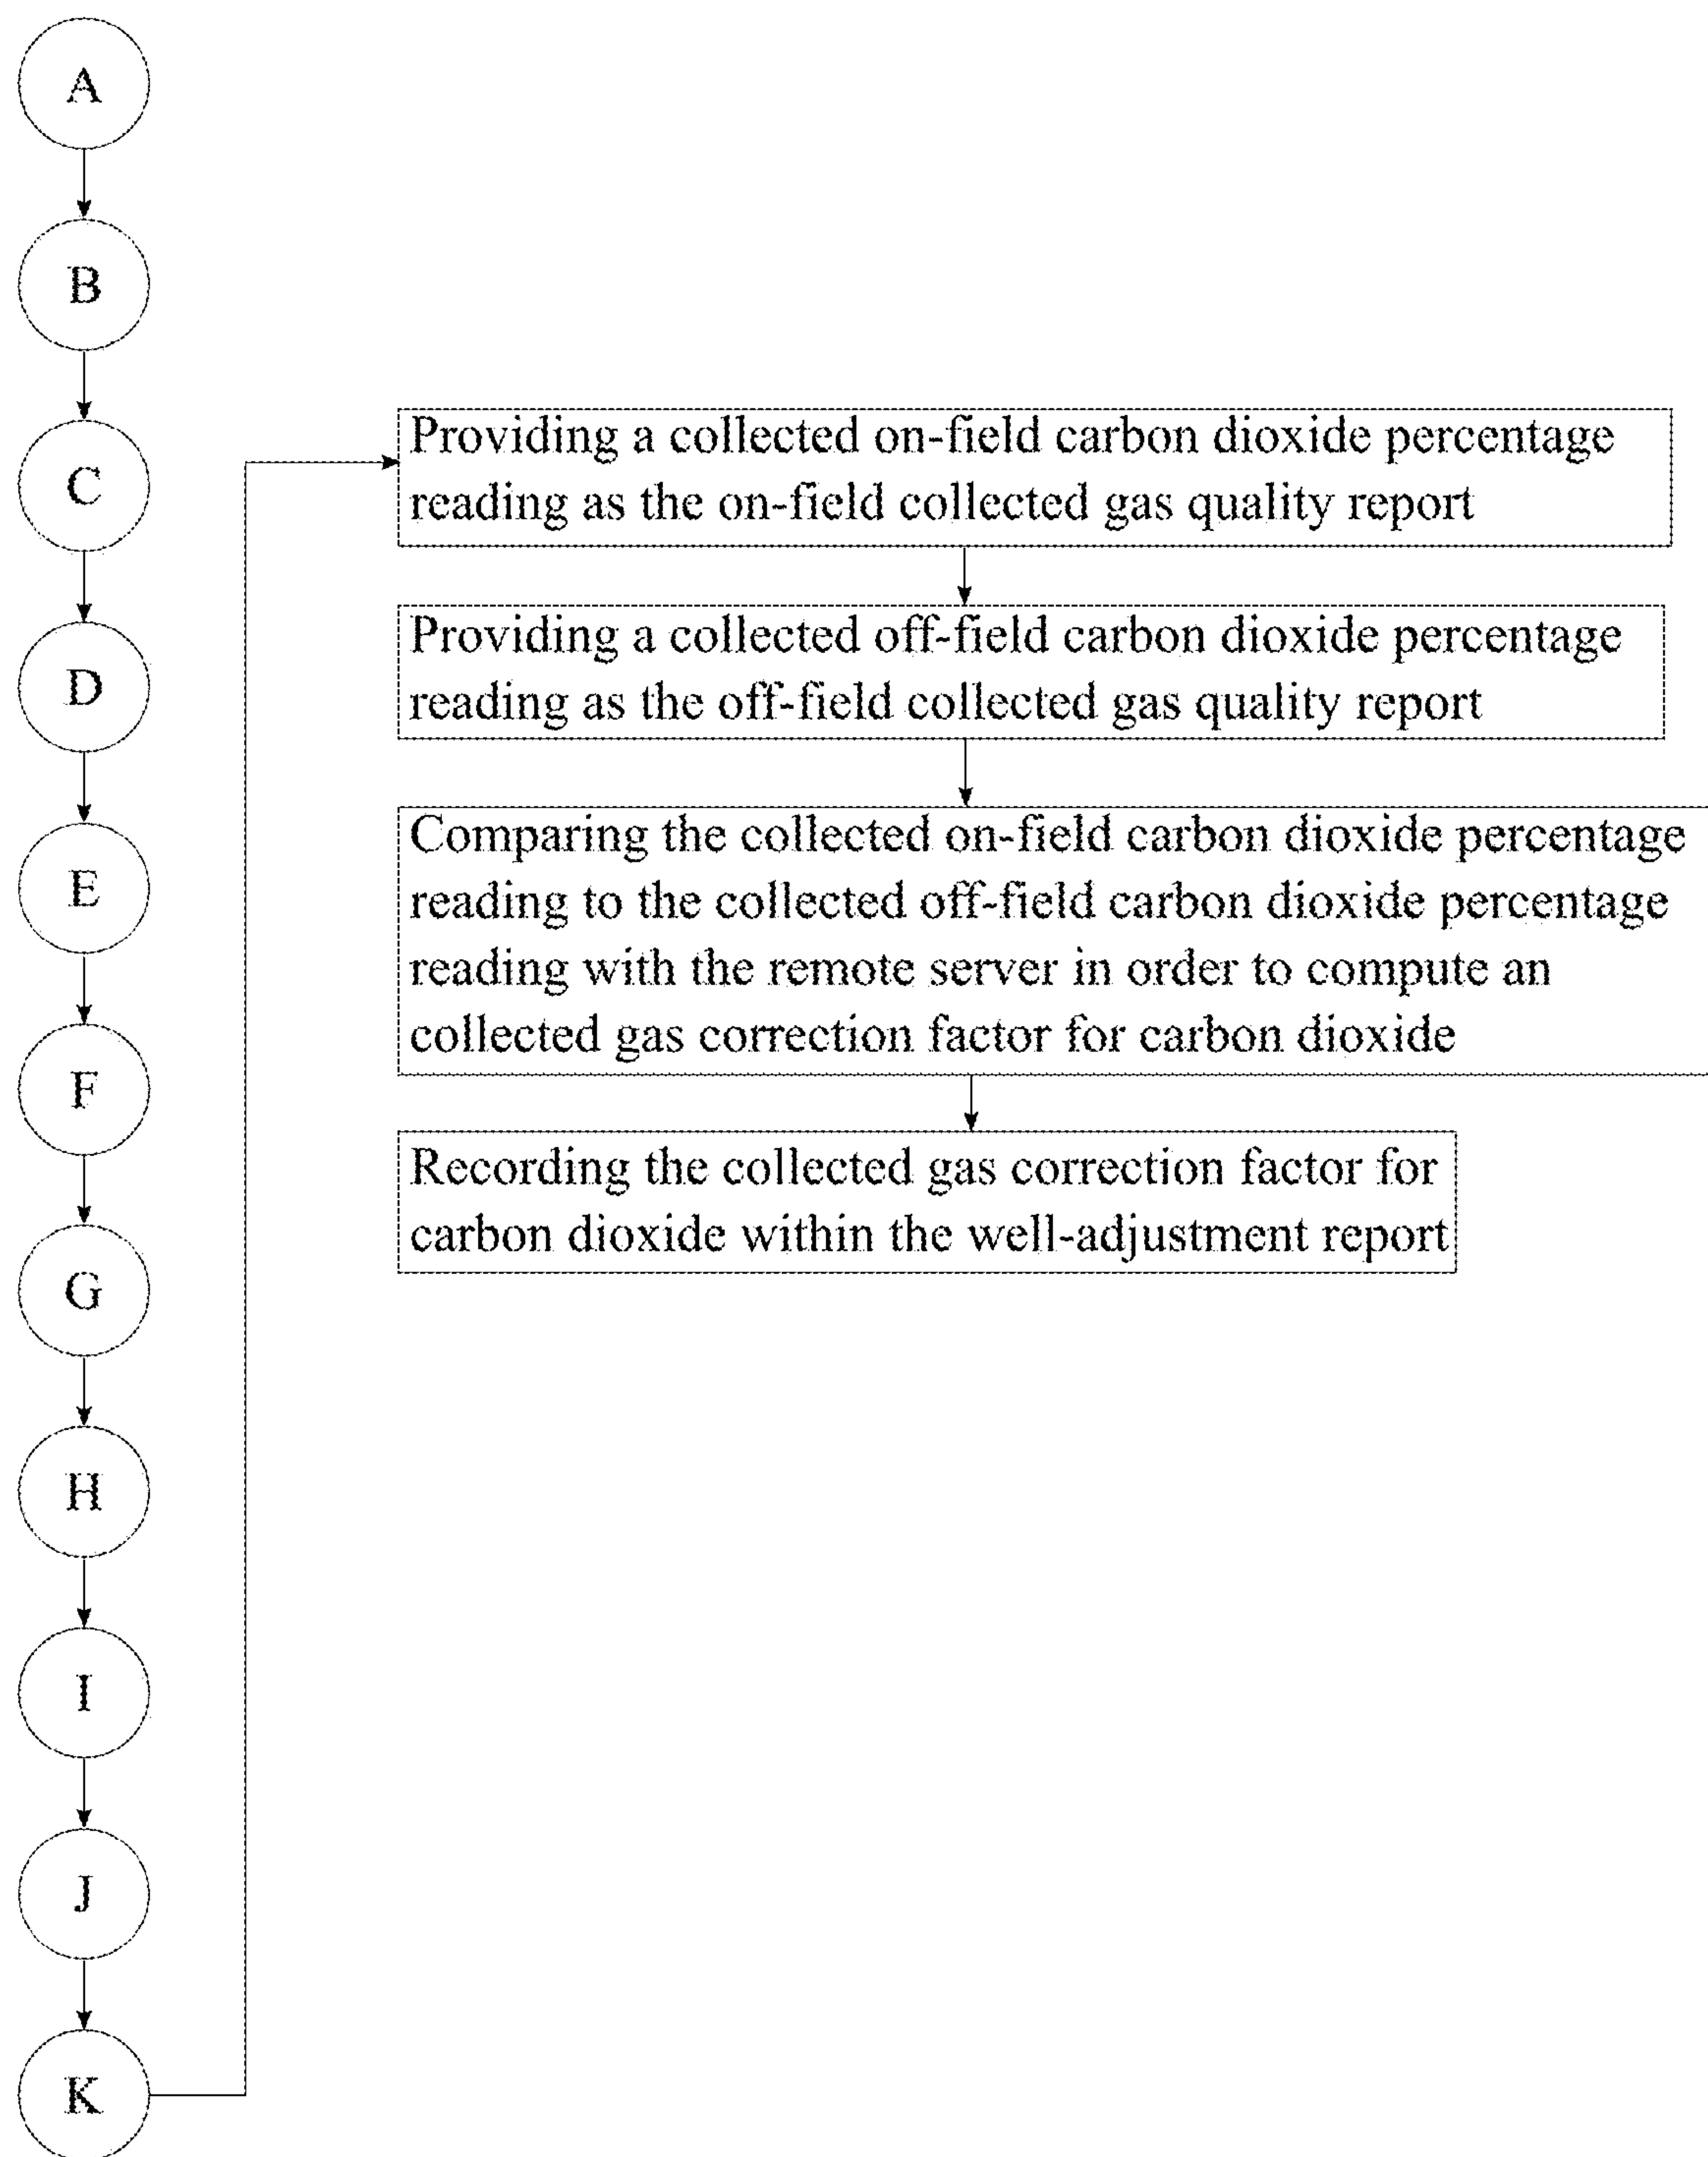 A
B
C
D
E
F
G
H
I
J
K
Providing a collected on-field carbon dioxide percentage
reading as the on-field collected gas quality report
Providing a collected off-field carbon dioxide percentage
reading as the off-field collected gas quality report
Comparing the collected on-field carbon dioxide percentage
reading to the collected off-field carbon dioxide percentage
reading with the remote server in order to compute an
collected gas correction factor for carbon dioxide
Recording the collected gas correction factor for
carbon dioxide within the well-adjustment report